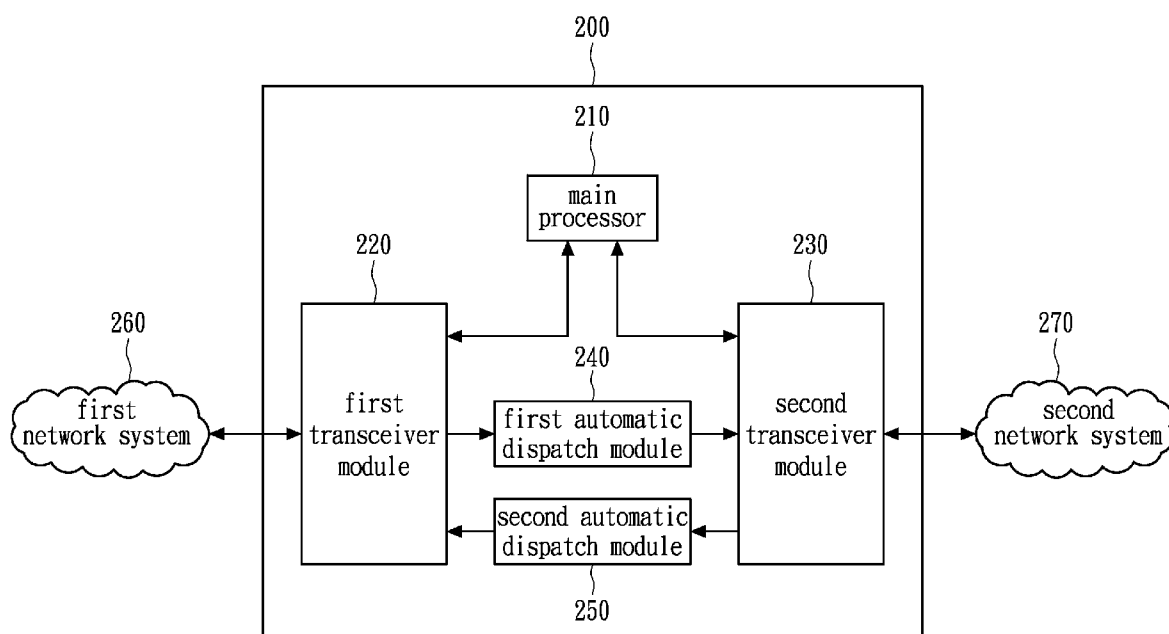 200
210
main
processor
220
230
260
270
240
first
network system
first
transceiver
module
first automatic
dispatch module
second
transceiver
module
second
network system
second automatic
dispatch module
250